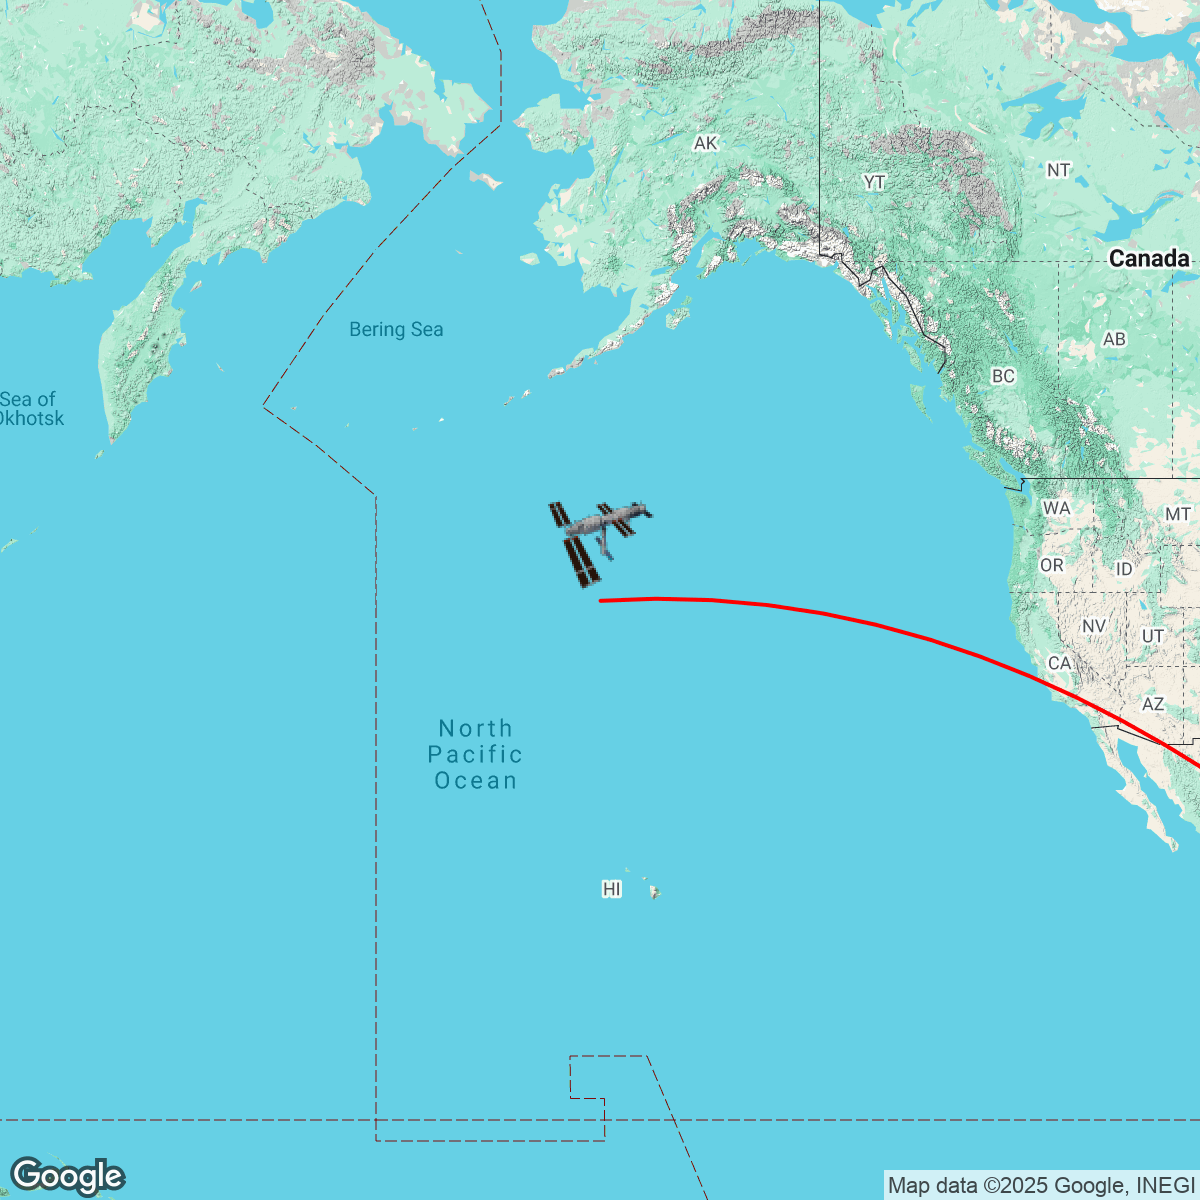 AK
YT
NT
Canada
Bering Sea
AB
BC
Sea of
Okhotsk
WA
MT
OR
ID
NV
UT
CA
AZ
North
Pacific
Ocean
HI
Google
Map data ©2025 Google, INEGI